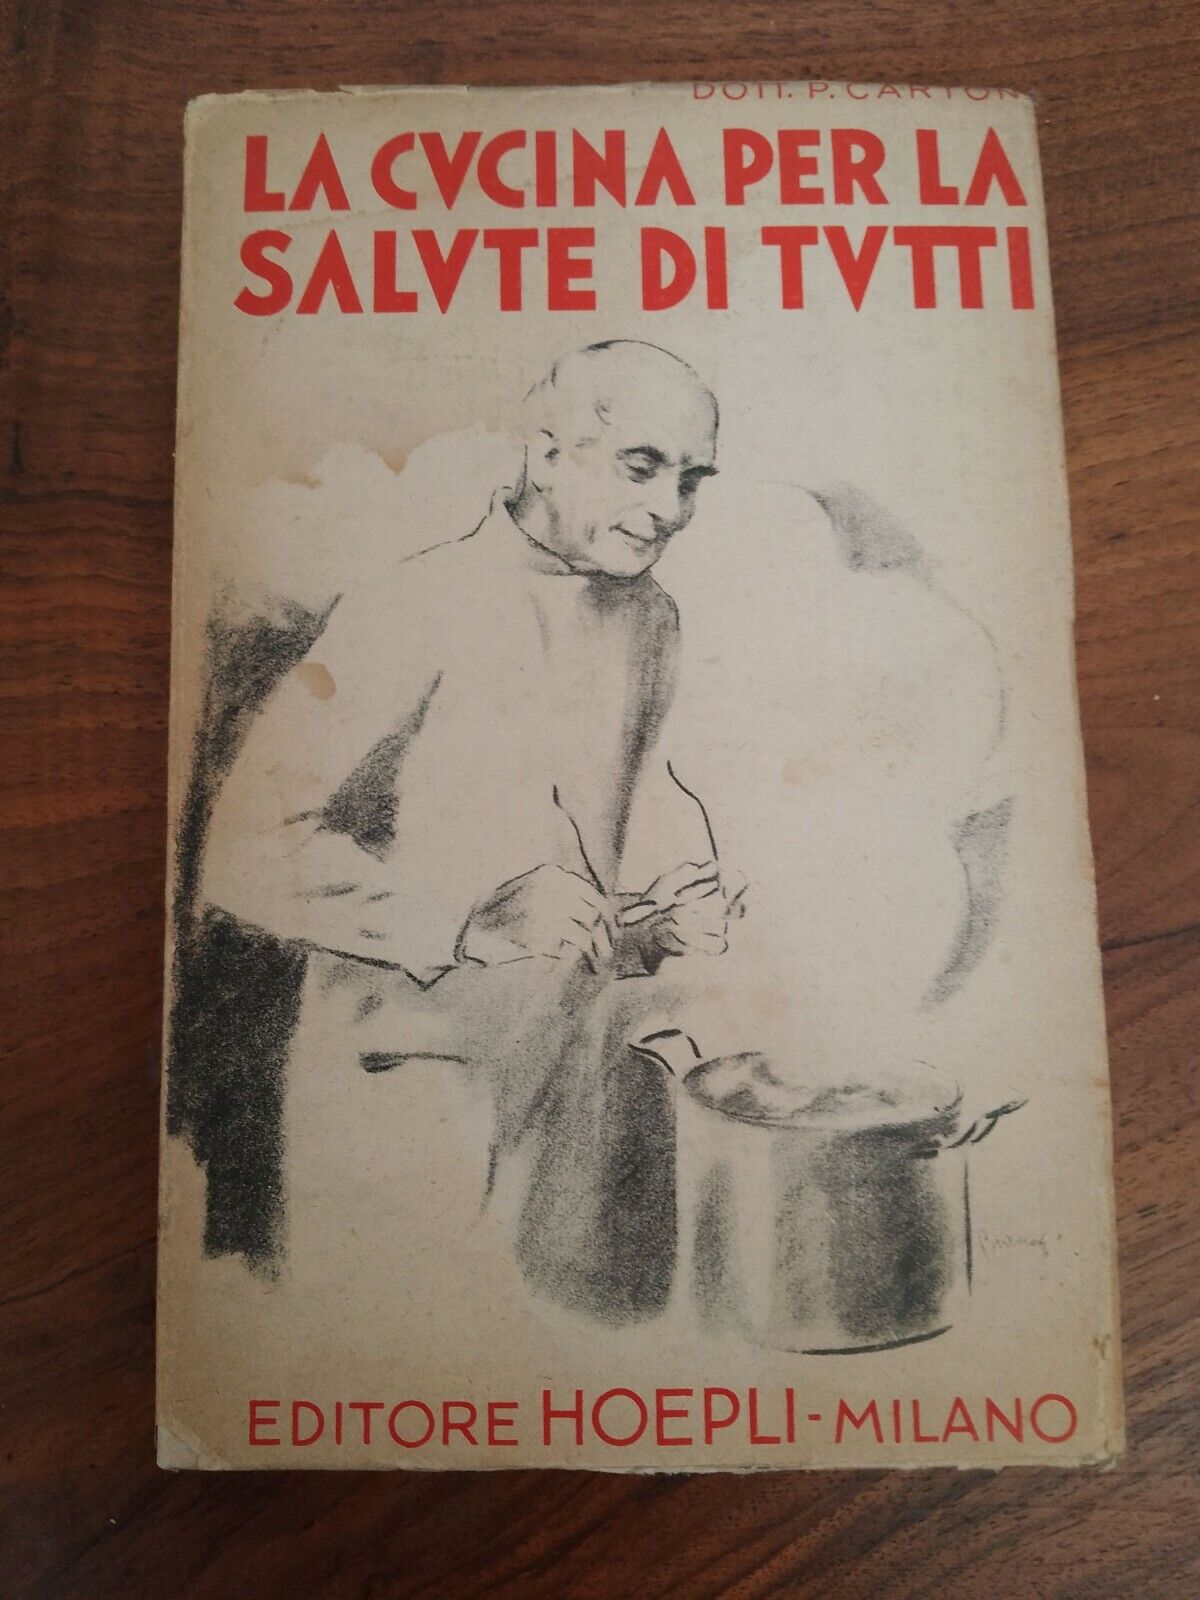 DOTT. P. CARTON
LA CVCINA PER LA
SALVTE DI TVTTI
EDITORE HOEPLI-MILANO